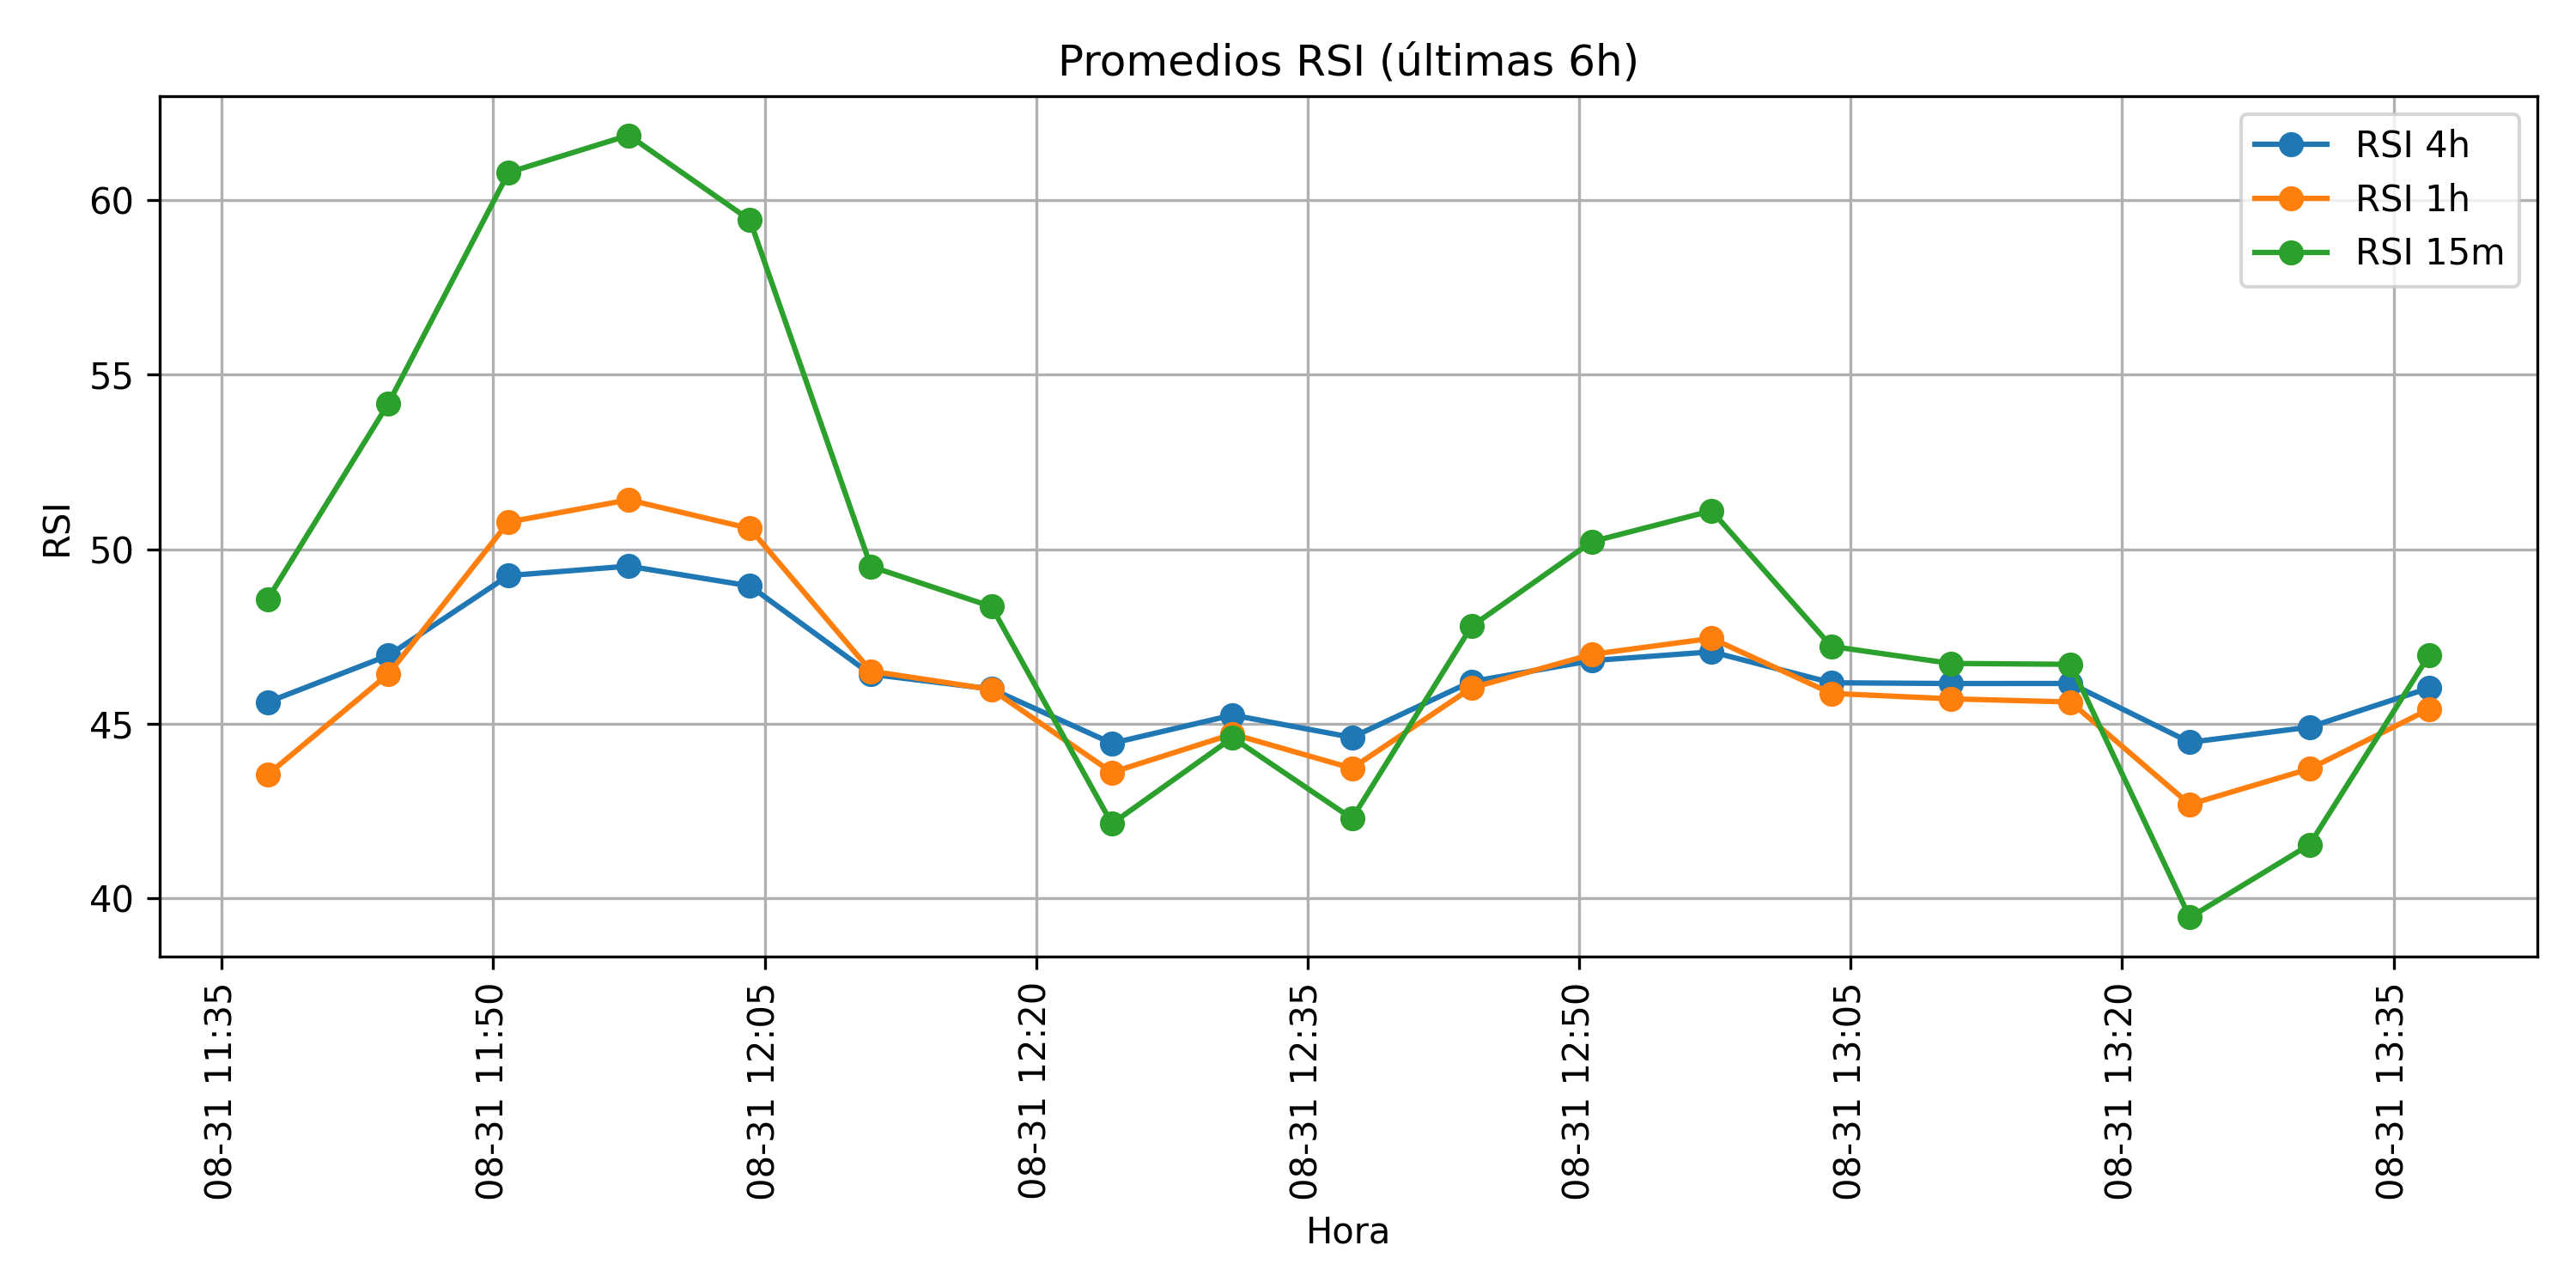 Promedios RSI (últimas 6h)
RSI 4h
RSI 1h
RSI 15m
RSI
60
55
50
45
40
08-31 11:35
08-31 11:50
08-31 12:05
08-31 12:20
08-31 12:35
08-31 12:50
08-31 13:05
08-31 13:20
08-31 13:35
Hora